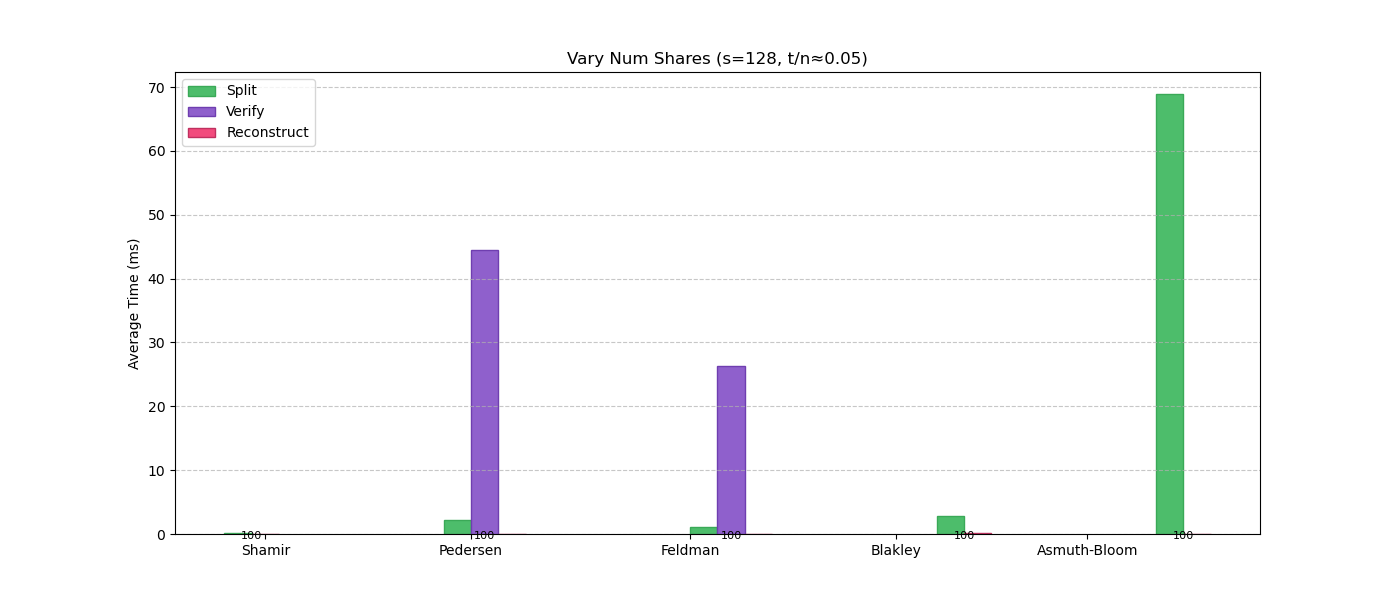 Vary Num Shares (s=128, t/n≈0.05)
Split
Verify
Reconstruct
Average Time (ms)
70
60
50
40
30
20
10
0
100 100 100 100 100
Shamir Pedersen Feldman Blakley Asmuth-Bloom